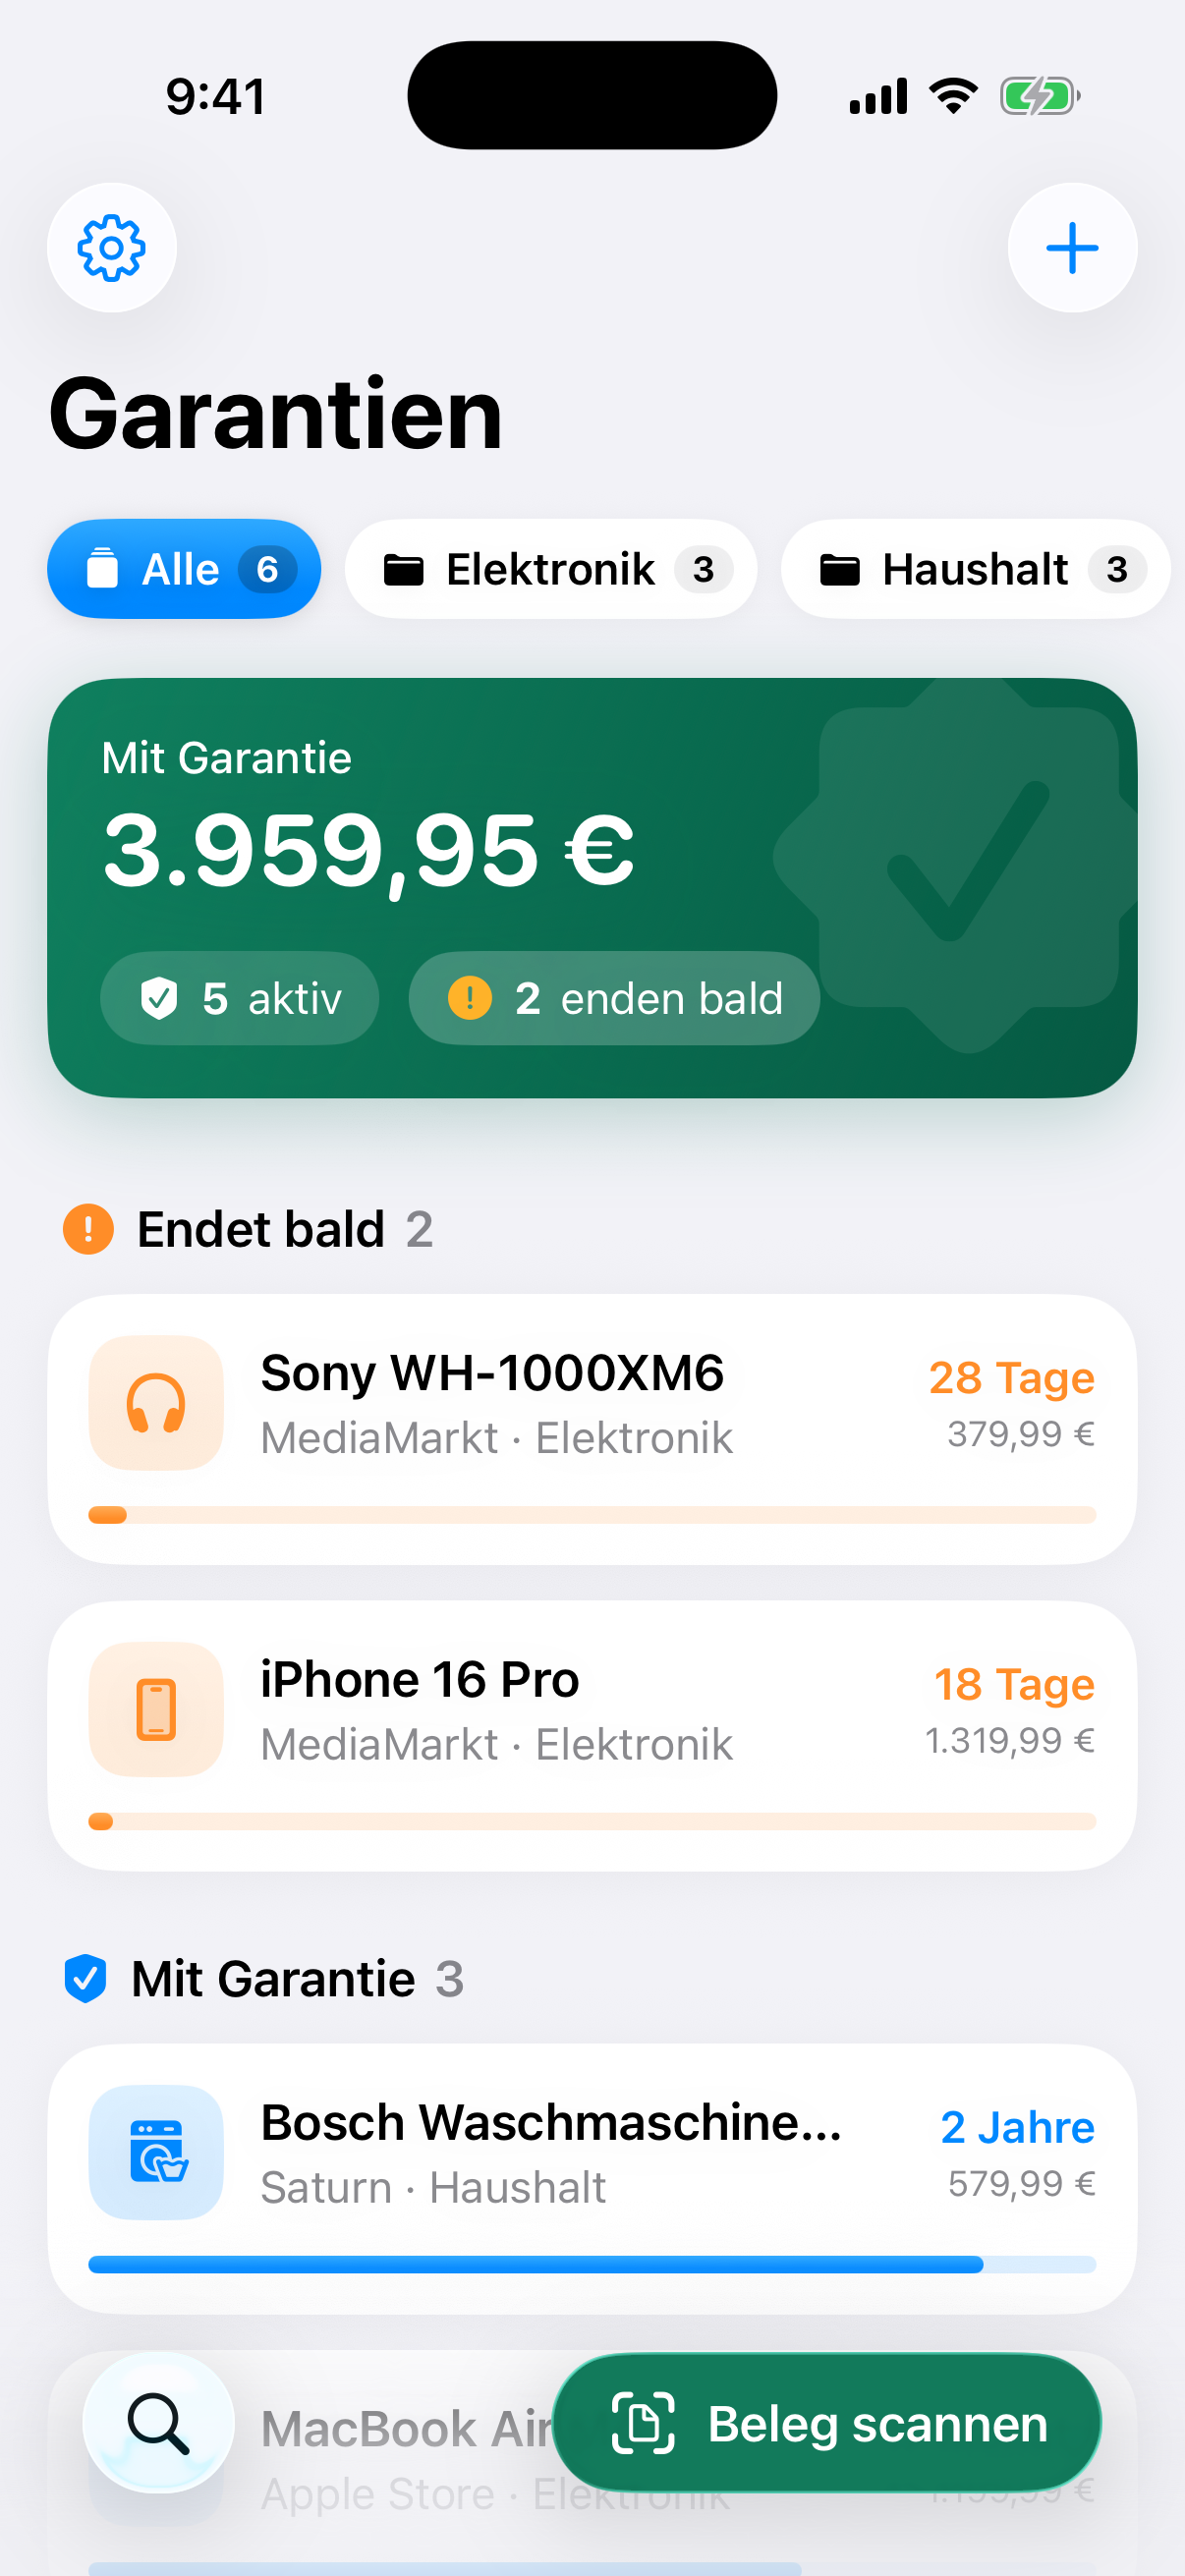 9:41
Garantien
Alle 6 Elektronik 3 Haushalt 3
Mit Garantie
3.959,95 €
5 aktiv 2 enden bald
Endet bald 2
Sony WH-1000XM6 28 Tage
MediaMarkt · Elektronik 379,99 €
iPhone 16 Pro 18 Tage
MediaMarkt · Elektronik 1.319,99 €
Mit Garantie 3
Bosch Waschmaschine... 2 Jahre
Saturn · Haushalt 579,99 €
MacBook Air
Beleg scannen
Apple Store · Elektronik